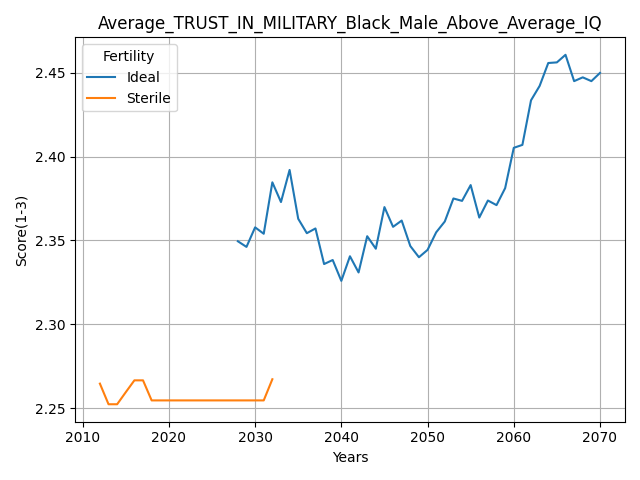 Average_TRUST_IN_MILITARY_Black_Male_Above_Average_IQ
Fertility
Ideal
Sterile
Score(1-3)
2.45
2.40
2.35
2.30
2.25
2010 2020 2030 2040 2050 2060 2070
Years